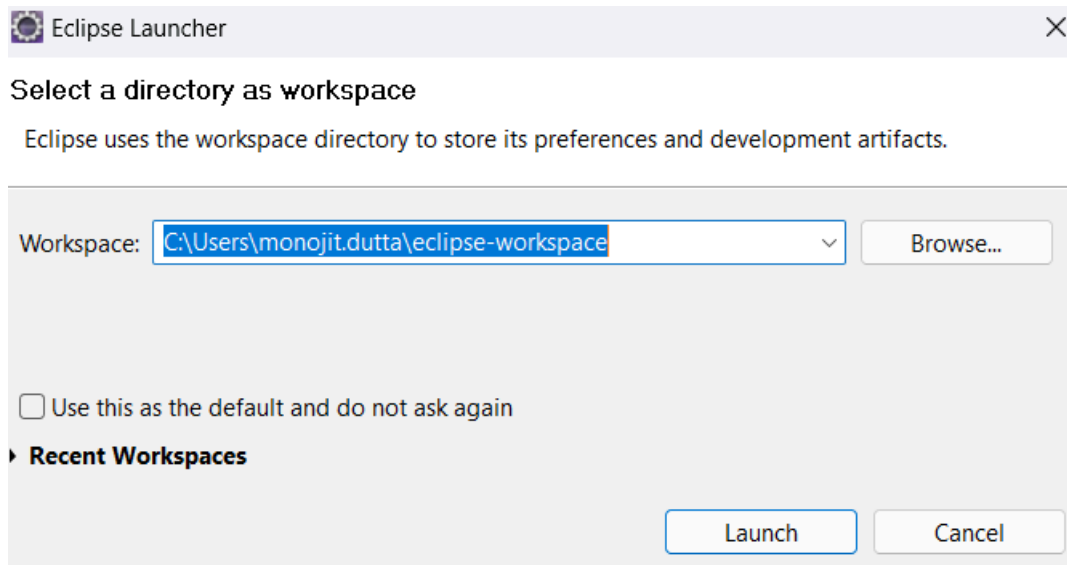 Eclipse Launcher
Select a directory as workspace
Eclipse uses the workspace directory to store its preferences and development artifacts.
Workspace: C:\Users\monojit.dutta\eclipse-workspace Browse...
Use this as the default and do not ask again
Recent Workspaces
Launch Cancel